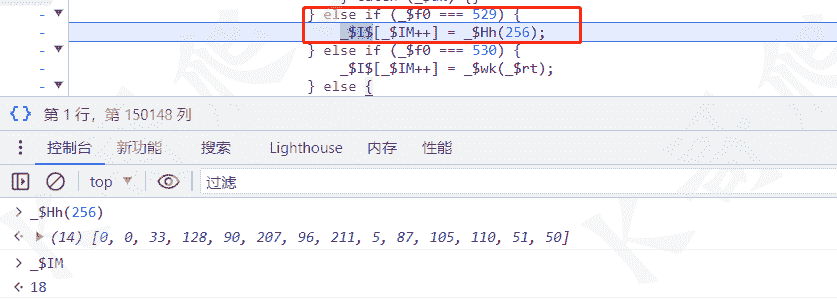 } catch (_$dk) {}
} else if (_$f0 === 529) {
_$I$[_$IM++] = _$Hh(256);
} else if (_$f0 === 530) {
_$I$[_$IM++] = _$wk(_$rt);
} else {
{} 第 1 行，第 150148 列
控制台 新功能 搜索 Lighthouse 内存 性能
top ▼ 过滤
> _$Hh(256)
(14) [0, 0, 33, 128, 90, 207, 96, 211, 5, 87, 105, 110, 51, 50]
> _$IM
18